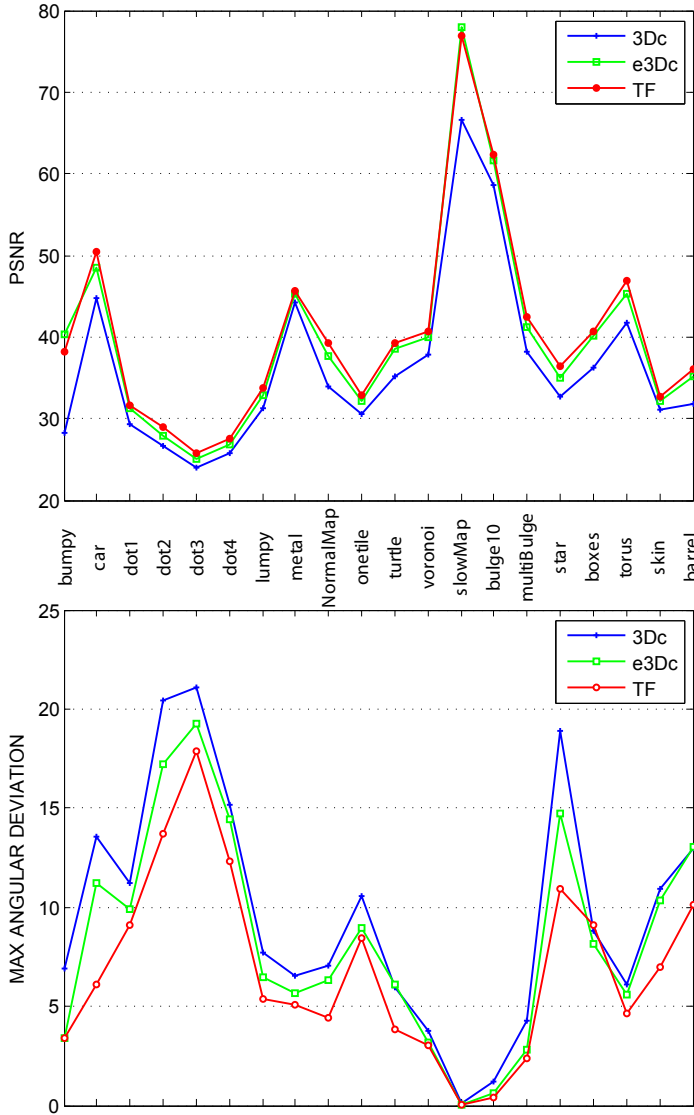 80
70
60
50
40
30
20
PSNR
3Dc
e3Dc
TF
bumpy
car
dot1
dot2
dot3
dot4
lumpy
metal
NormalMap
onetile
turtle
voronoi
slowMap
bulge10
multiBulge
star
boxes
torus
skin
barrel
25
20
15
10
5
0
MAX ANGULAR DEVIATION
3Dc
e3Dc
TF